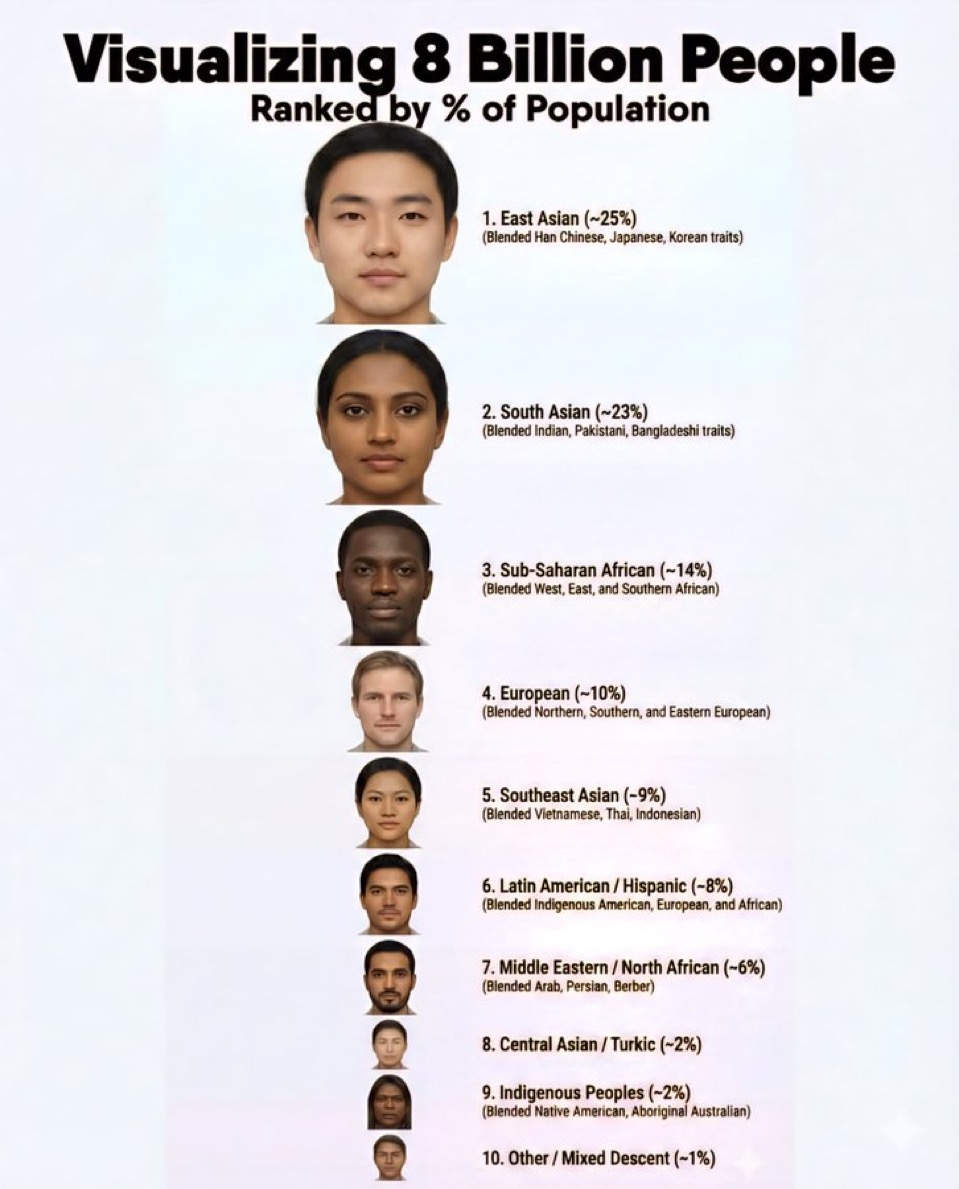 Visualizing 8 Billion People
Ranked by % of Population
1. East Asian (~25%)
(Blended Han Chinese, Japanese, Korean traits)
2. South Asian (~23%)
(Blended Indian, Pakistani, Bangladeshi traits)
3. Sub-Saharan African (~14%)
(Blended West, East, and Southern African)
4. European (~10%)
(Blended Northern, Southern, and Eastern European)
5. Southeast Asian (~9%)
(Blended Vietnamese, Thai, Indonesian)
6. Latin American / Hispanic (~8%)
(Blended Indigenous American, European, and African)
7. Middle Eastern / North African (~6%)
(Blended Arab, Persian, Berber)
8. Central Asian / Turkic (~2%)
9. Indigenous Peoples (~2%)
(Blended Native American, Aboriginal Australian)
10. Other / Mixed Descent (~1%)